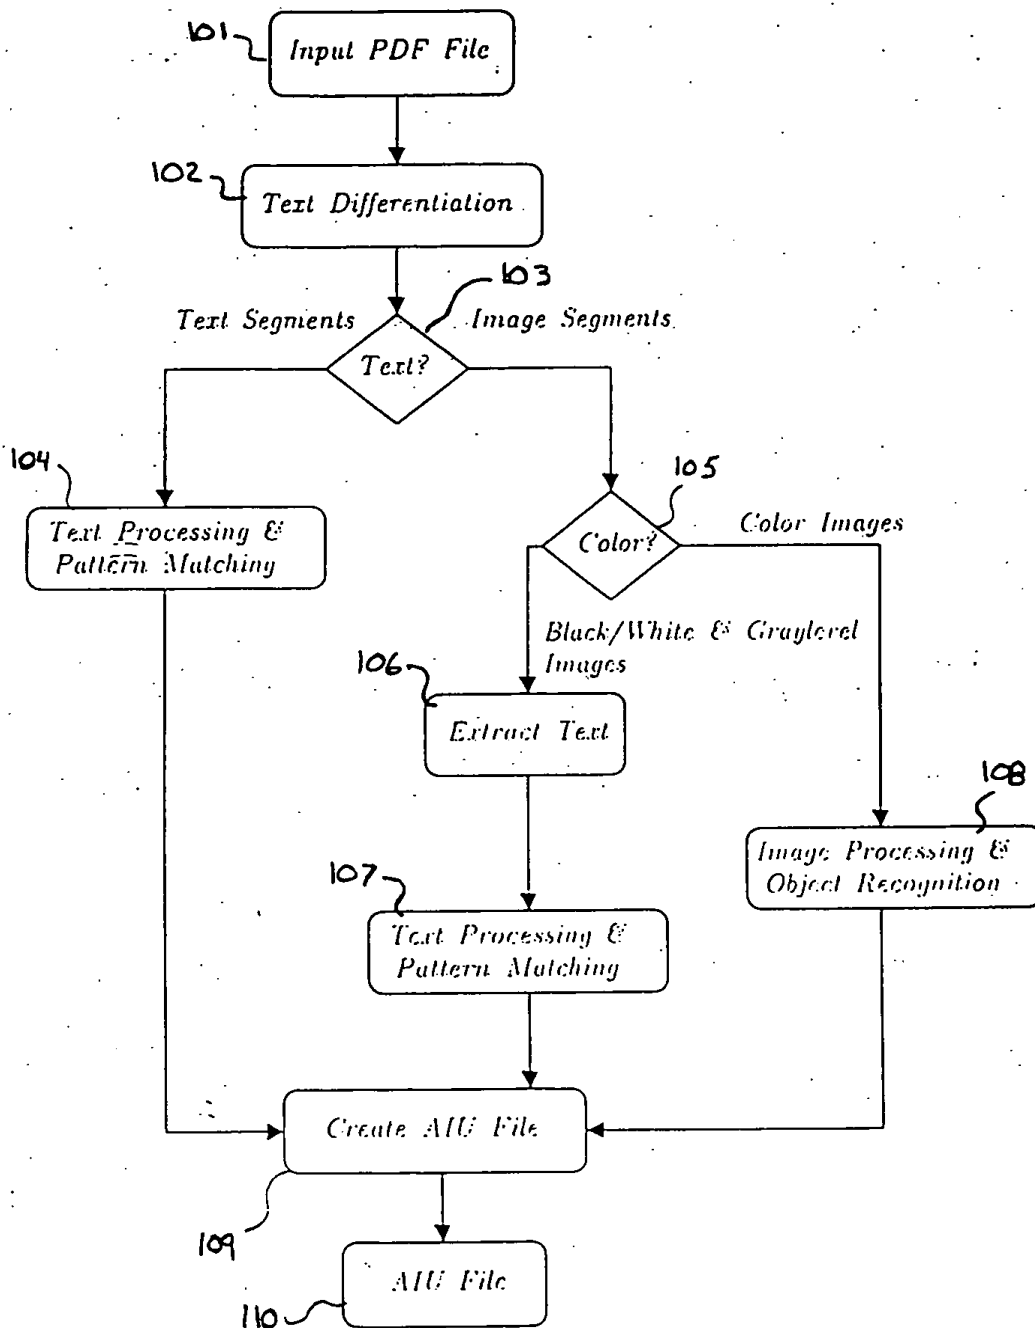 101
Input PDF File
102
Text Differentiation
103
Text Segments
Image Segments
Text?
104
Text Processing &
Pattern Matching
105
Color?
Color Images
Black/White & Graylevel
Images
106
Extract Text
108
Image Processing &
Object Recognition
107
Text Processing &
Pattern Matching
Create AIU File
109
AIU File
110